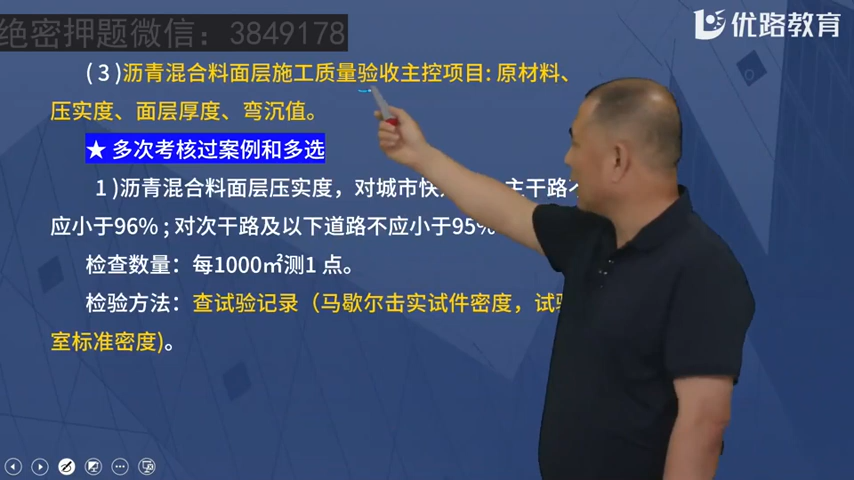 绝密押题微信：3849178
优路教育
（3）沥青混合料面层施工质量验收主控项目：原材料、
压实度、面层厚度、弯沉值。
★ 多次考核过案例和多选
1）沥青混合料面层压实度，对城市快 主干路不
应小于96%；对次干路及以下道路不应小于95%
检查数量：每1000㎡测1 点。
检验方法：查试验记录（马歇尔击实试件密度，试验
室标准密度)。